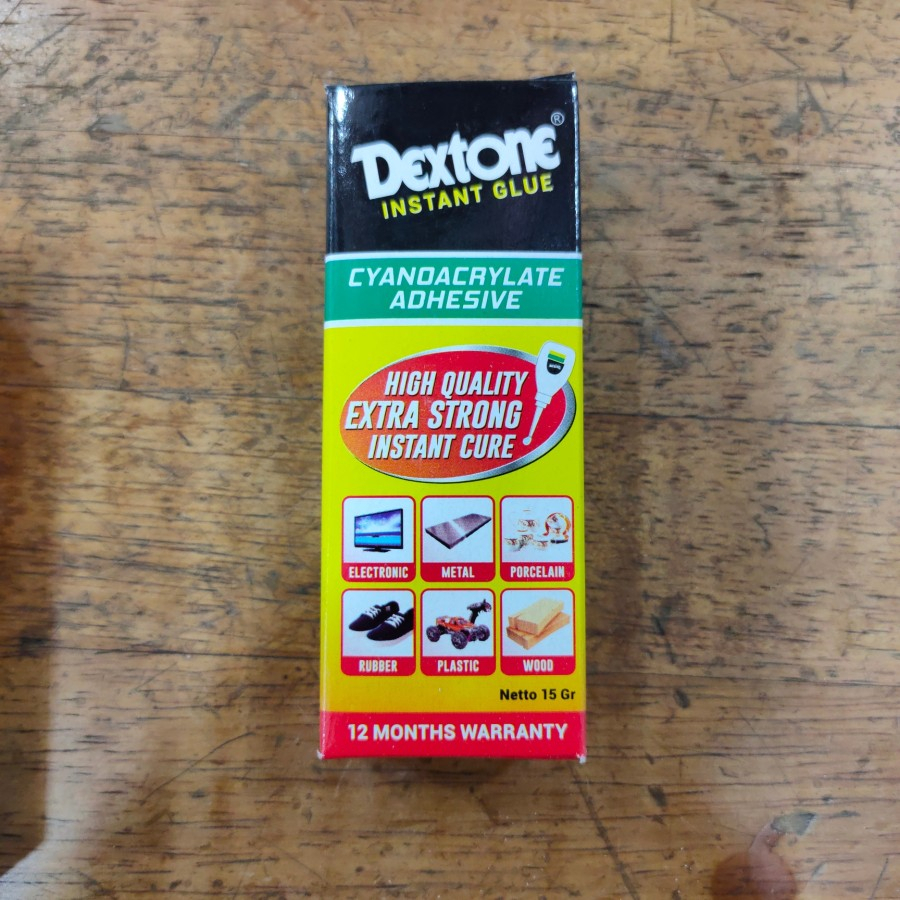 Dextone®
INSTANT GLUE
CYANOACRYLATE
ADHESIVE
HIGH QUALITY
EXTRA STRONG
INSTANT CURE
ELECTRONIC
METAL
PORCELAIN
RUBBER
PLASTIC
WOOD
Netto 15 Gr
12 MONTHS WARRANTY